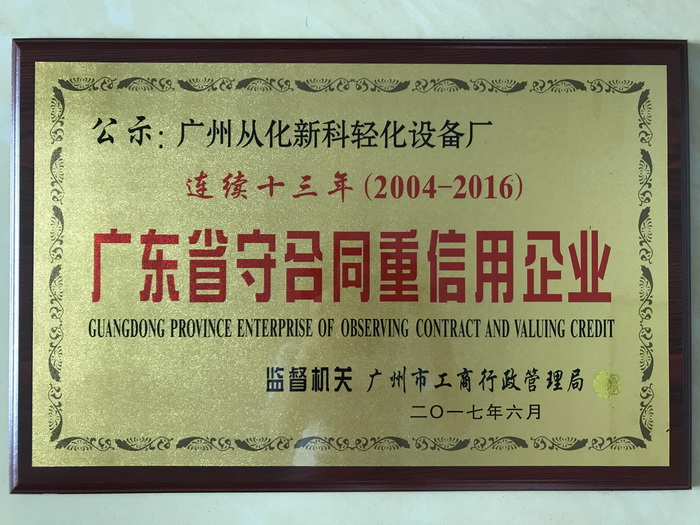 公示：广州从化新科轻化设备厂
连续十三年(2004-2016)
广东省守合同重信用企业
GUANGDONG PROVINCE ENTERPRISE OF OBSERVING CONTRACT AND VALUING CREDIT
监督机关 广州市工商行政管理局
二〇一七年六月